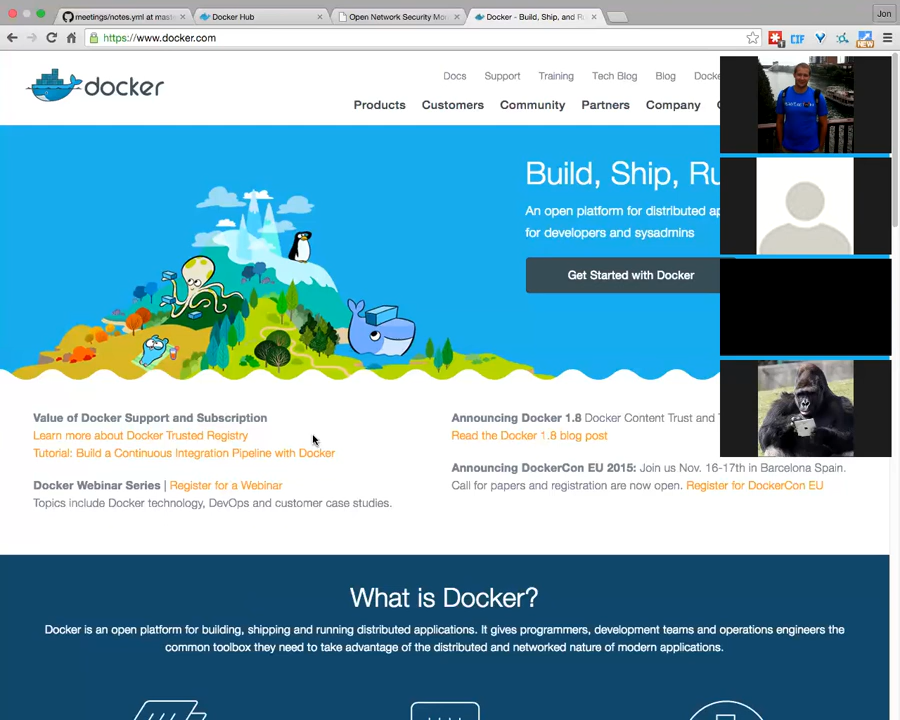 meetings/notes.yml at mast
Docker Hub
Open Network Security Mo
Docker - Build, Ship, and R
Jon
https://www.docker.com
CIF
NEW
docker
Docs Support Training Tech Blog Blog Docke
Products Customers Community Partners Company
Build, Ship, Ru
An open platform for distributed ap
for developers and sysadmins
Get Started with Docker
Value of Docker Support and Subscription
Learn more about Docker Trusted Registry
Tutorial: Build a Continuous Integration Pipeline with Docker
Docker Webinar Series | Register for a Webinar
Topics include Docker technology, DevOps and customer case studies.
Announcing Docker 1.8 Docker Content Trust and T
Read the Docker 1.8 blog post
Announcing DockerCon EU 2015: Join us Nov. 16-17th in Barcelona Spain.
Call for papers and registration are now open. Register for DockerCon EU
What is Docker?
Docker is an open platform for building, shipping and running distributed applications. It gives programmers, development teams and operations engineers the
common toolbox they need to take advantage of the distributed and networked nature of modern applications.